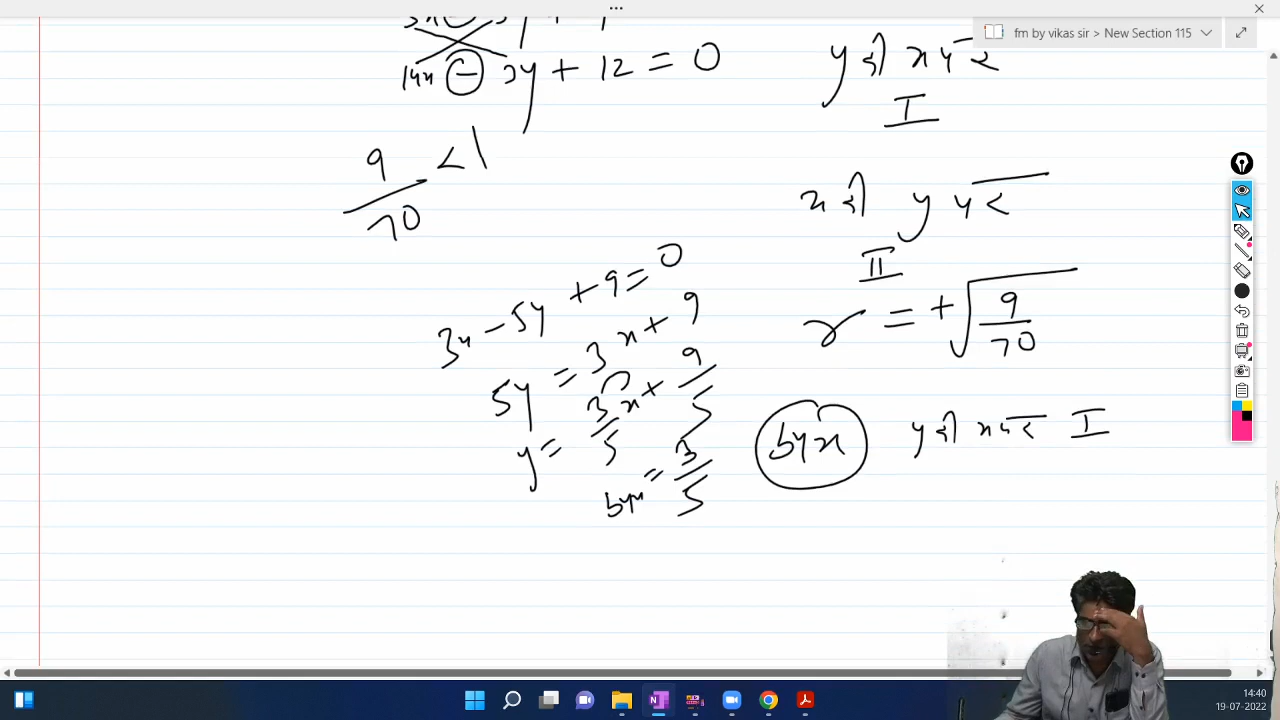 fm by vikas sir > New Section 115
14x - 3y + 12 = 0
y की x पर
I
9/70 < 1
x की y पर
II
3x - 5y + 9 = 0
r = +√9/70
5y = 3x + 9
y = 3/5 x + 9/5
byx y की x पर I
byx = 3/5
14:40
19-07-2022